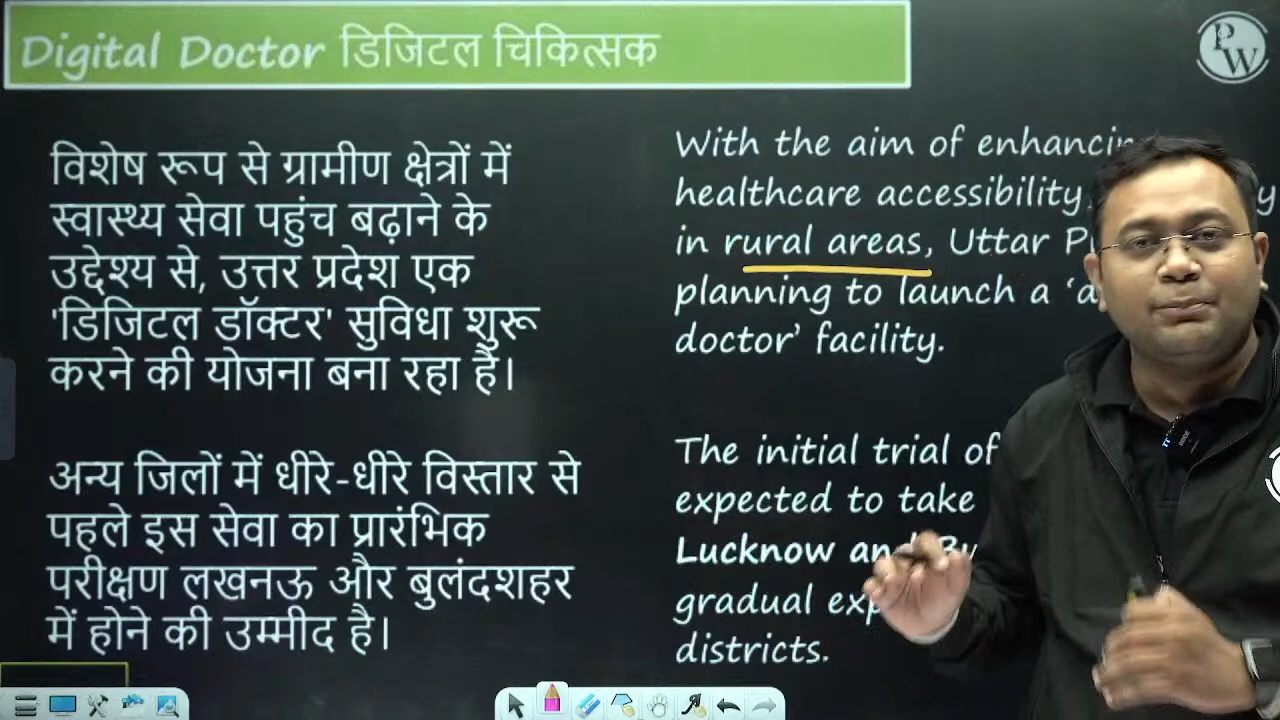 Digital Doctor डिजिटल चिकित्सक
PW
विशेष रूप से ग्रामीण क्षेत्रों में
स्वास्थ्य सेवा पहुंच बढ़ाने के
उद्देश्य से, उत्तर प्रदेश एक
'डिजिटल डॉक्टर' सुविधा शुरू
करने की योजना बना रहा है।
अन्य जिलों में धीरे-धीरे विस्तार से
पहले इस सेवा का प्रारंभिक
परीक्षण लखनऊ और बुलंदशहर
में होने की उम्मीद है।
With the aim of
healthcare accessibility,
in rural areas, Uttar
planning to launch a
doctor’ facility.
The initial trial of
expected to take
Lucknow and
gradual
districts.